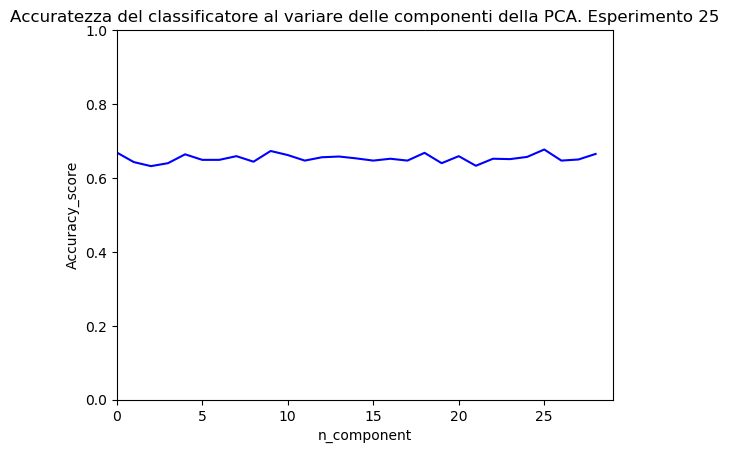 Accuratezza del classificatore al variare delle componenti della PCA. Esperimento 25
1.0
0.8
0.6
0.4
0.2
0.0
Accuracy_score
0 5 10 15 20 25
n_component